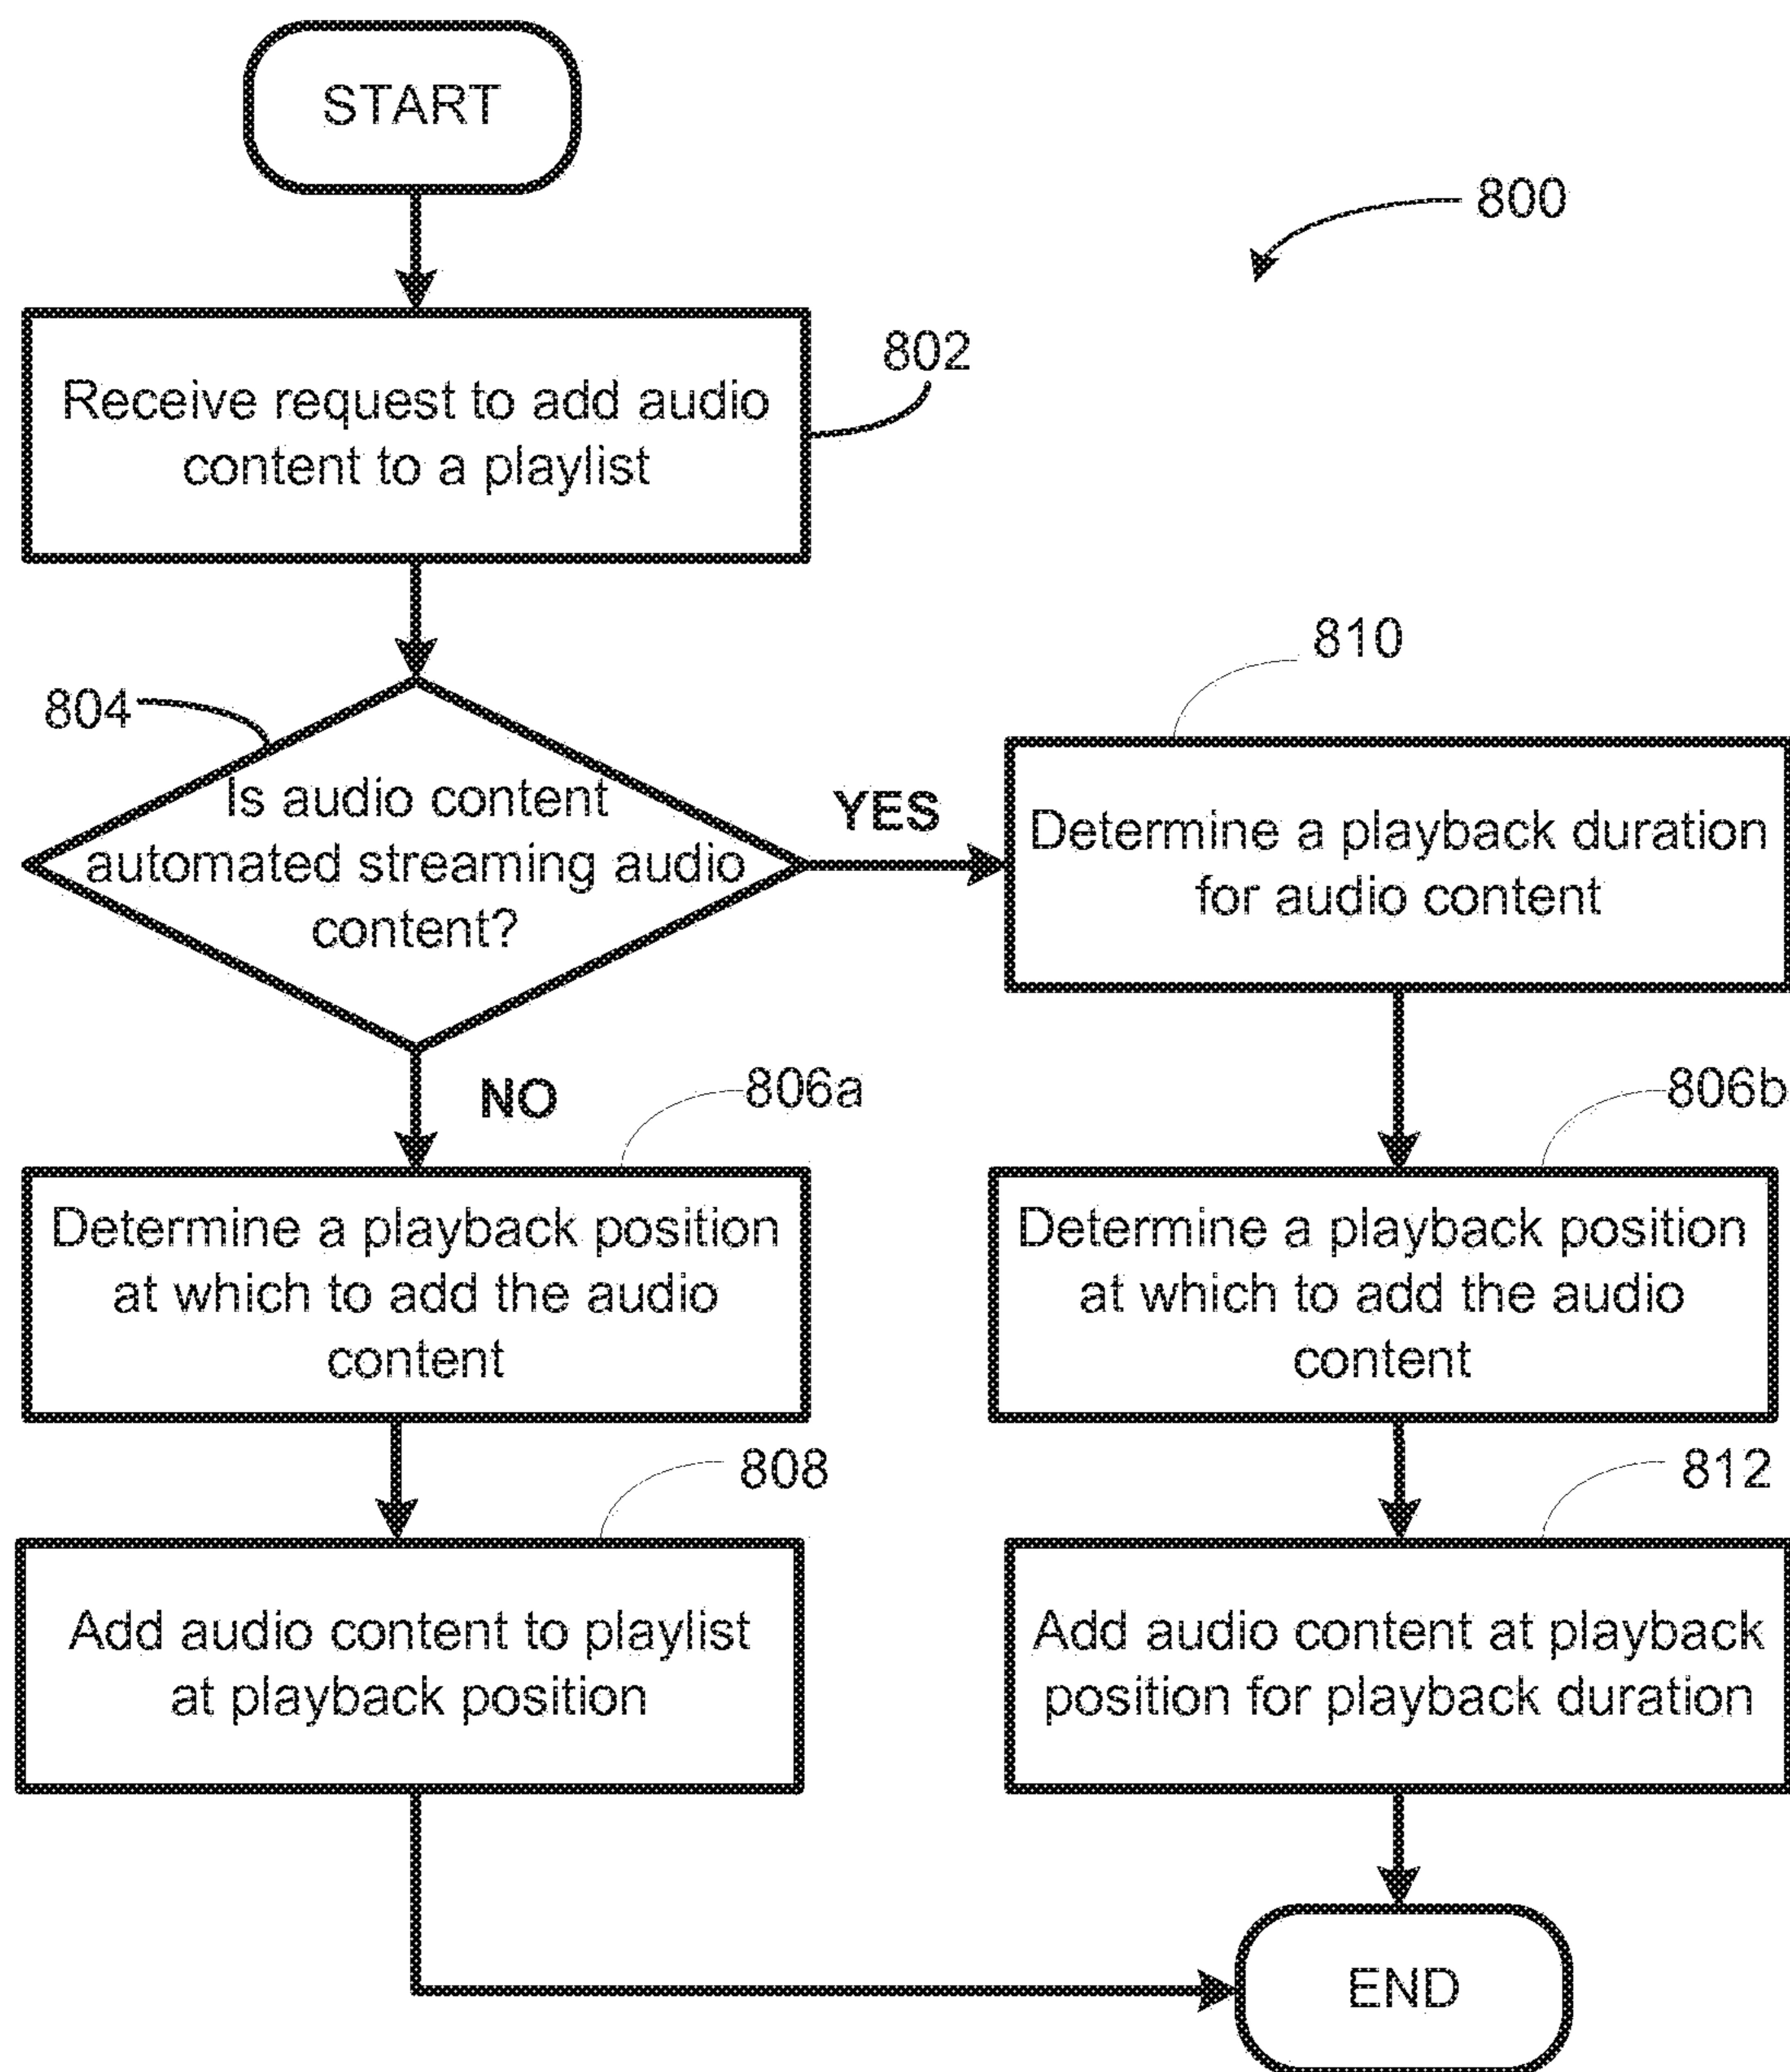 START
800
Receive request to add audio
content to a playlist
802
804
Is audio content
automated streaming audio
content?
YES
810
Determine a playback duration
for audio content
NO
806a
Determine a playback position
at which to add the audio
content
806b
Determine a playback position
at which to add the audio
content
808
Add audio content to playlist
at playback position
812
Add audio content at playback
position for playback duration
END